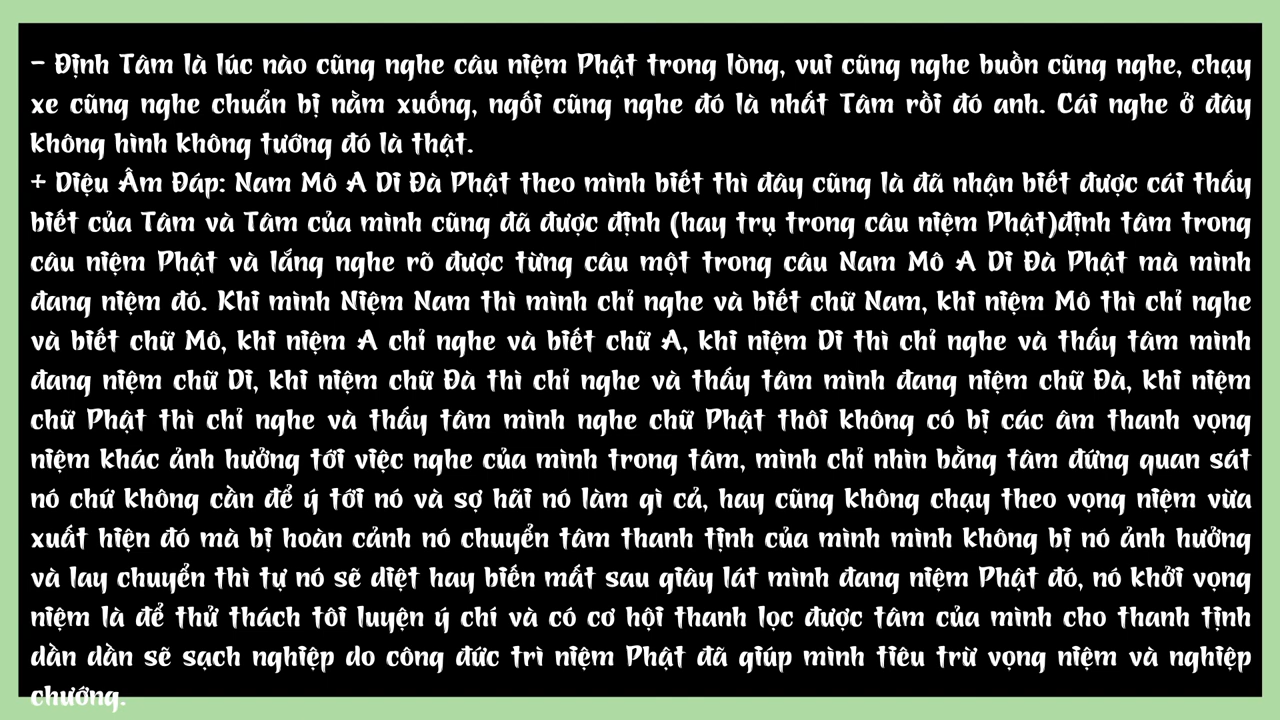 – Định Tâm là lúc nào cũng nghe câu niệm Phật trong lòng, vui cũng nghe buồn cũng nghe, chạy
xe cũng nghe chuẩn bị nằm xuống, ngối cũng nghe đó là nhất Tâm rồi đó anh. Cái nghe ở đây
không hình không tướng đó là thật.
+ Diệu Âm Đáp: Nam Mô A Di Đà Phật theo mình biết thì đây cũng là đã nhận biết được cái thấy
biết của Tâm và Tâm của mình cũng đã được định (hay trụ trong câu niệm Phật)định tâm trong
câu niệm Phật và lắng nghe rõ được từng câu một trong câu Nam Mô A Di Đà Phật mà mình
đang niệm đó. Khi mình Niệm Nam thì mình chỉ nghe và biết chữ Nam, khi niệm Mô thì chỉ nghe
và biết chữ Mô, khi niệm A chỉ nghe và biết chữ A, khi niệm Di thì chỉ nghe và thấy tâm mình
đang niệm chữ Di, khi niệm chữ Đà thì chỉ nghe và thấy tâm mình đang niệm chữ Đà, khi niệm
chữ Phật thì chỉ nghe và thấy tâm mình nghe chữ Phật thôi không có bị các âm thanh vọng
niệm khác ảnh hưởng tới việc nghe của mình trong tâm, mình chỉ nhìn bằng tâm đứng quan sát
nó chứ không cần để ý tới nó và sợ hãi nó làm gì cả, hay cũng không chạy theo vọng niệm vừa
xuất hiện đó mà bị hoàn cảnh nó chuyển tâm thanh tịnh của mình mình không bị nó ảnh hưởng
và lay chuyển thì tự nó sẽ diệt hay biến mất sau giây lát mình đang niệm Phật đó, nó khởi vọng
niệm là để thử thách tôi luyện ý chí và có cơ hội thanh lọc được tâm của mình cho thanh tịnh
dần dần sẽ sạch nghiệp do công đức trì niệm Phật đã giúp mình tiêu trừ vọng niệm và nghiệp
chướng.